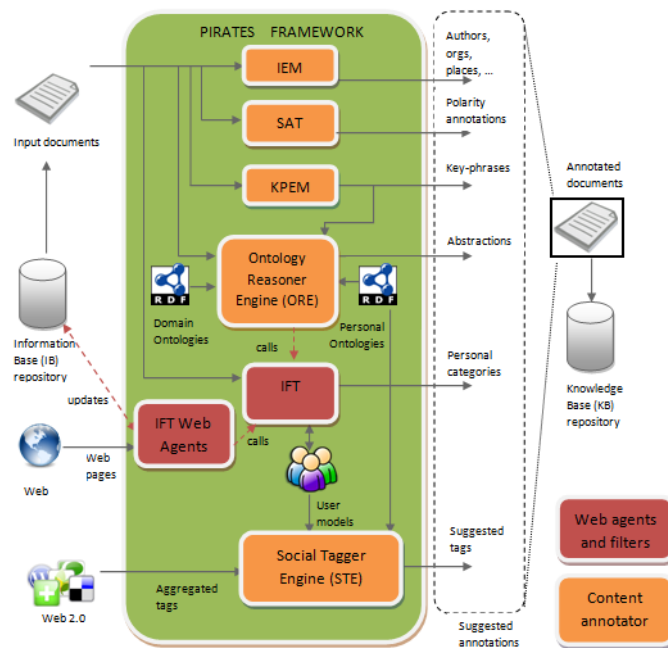 PIRATES FRAMEWORK
IEM
SAT
KPEM
Ontology
Reasoner
Engine (ORE)
RDF
RDF
Domain
Ontologies
Personal
Ontologies
calls
IFT
IFT Web
Agents
calls
User
models
Social Tagger
Engine (STE)
Aggregated
tags
Input documents
Information
Base (IB)
repository
updates
Web
pages
Web
Web 2.0
Authors,
orgs,
places, ...
Polarity
annotations
Key-phrases
Abstractions
Personal
categories
Suggested
tags
Suggested
annotations
Annotated
documents
Knowledge
Base (KB)
repository
Web agents
and filters
Content
annotator